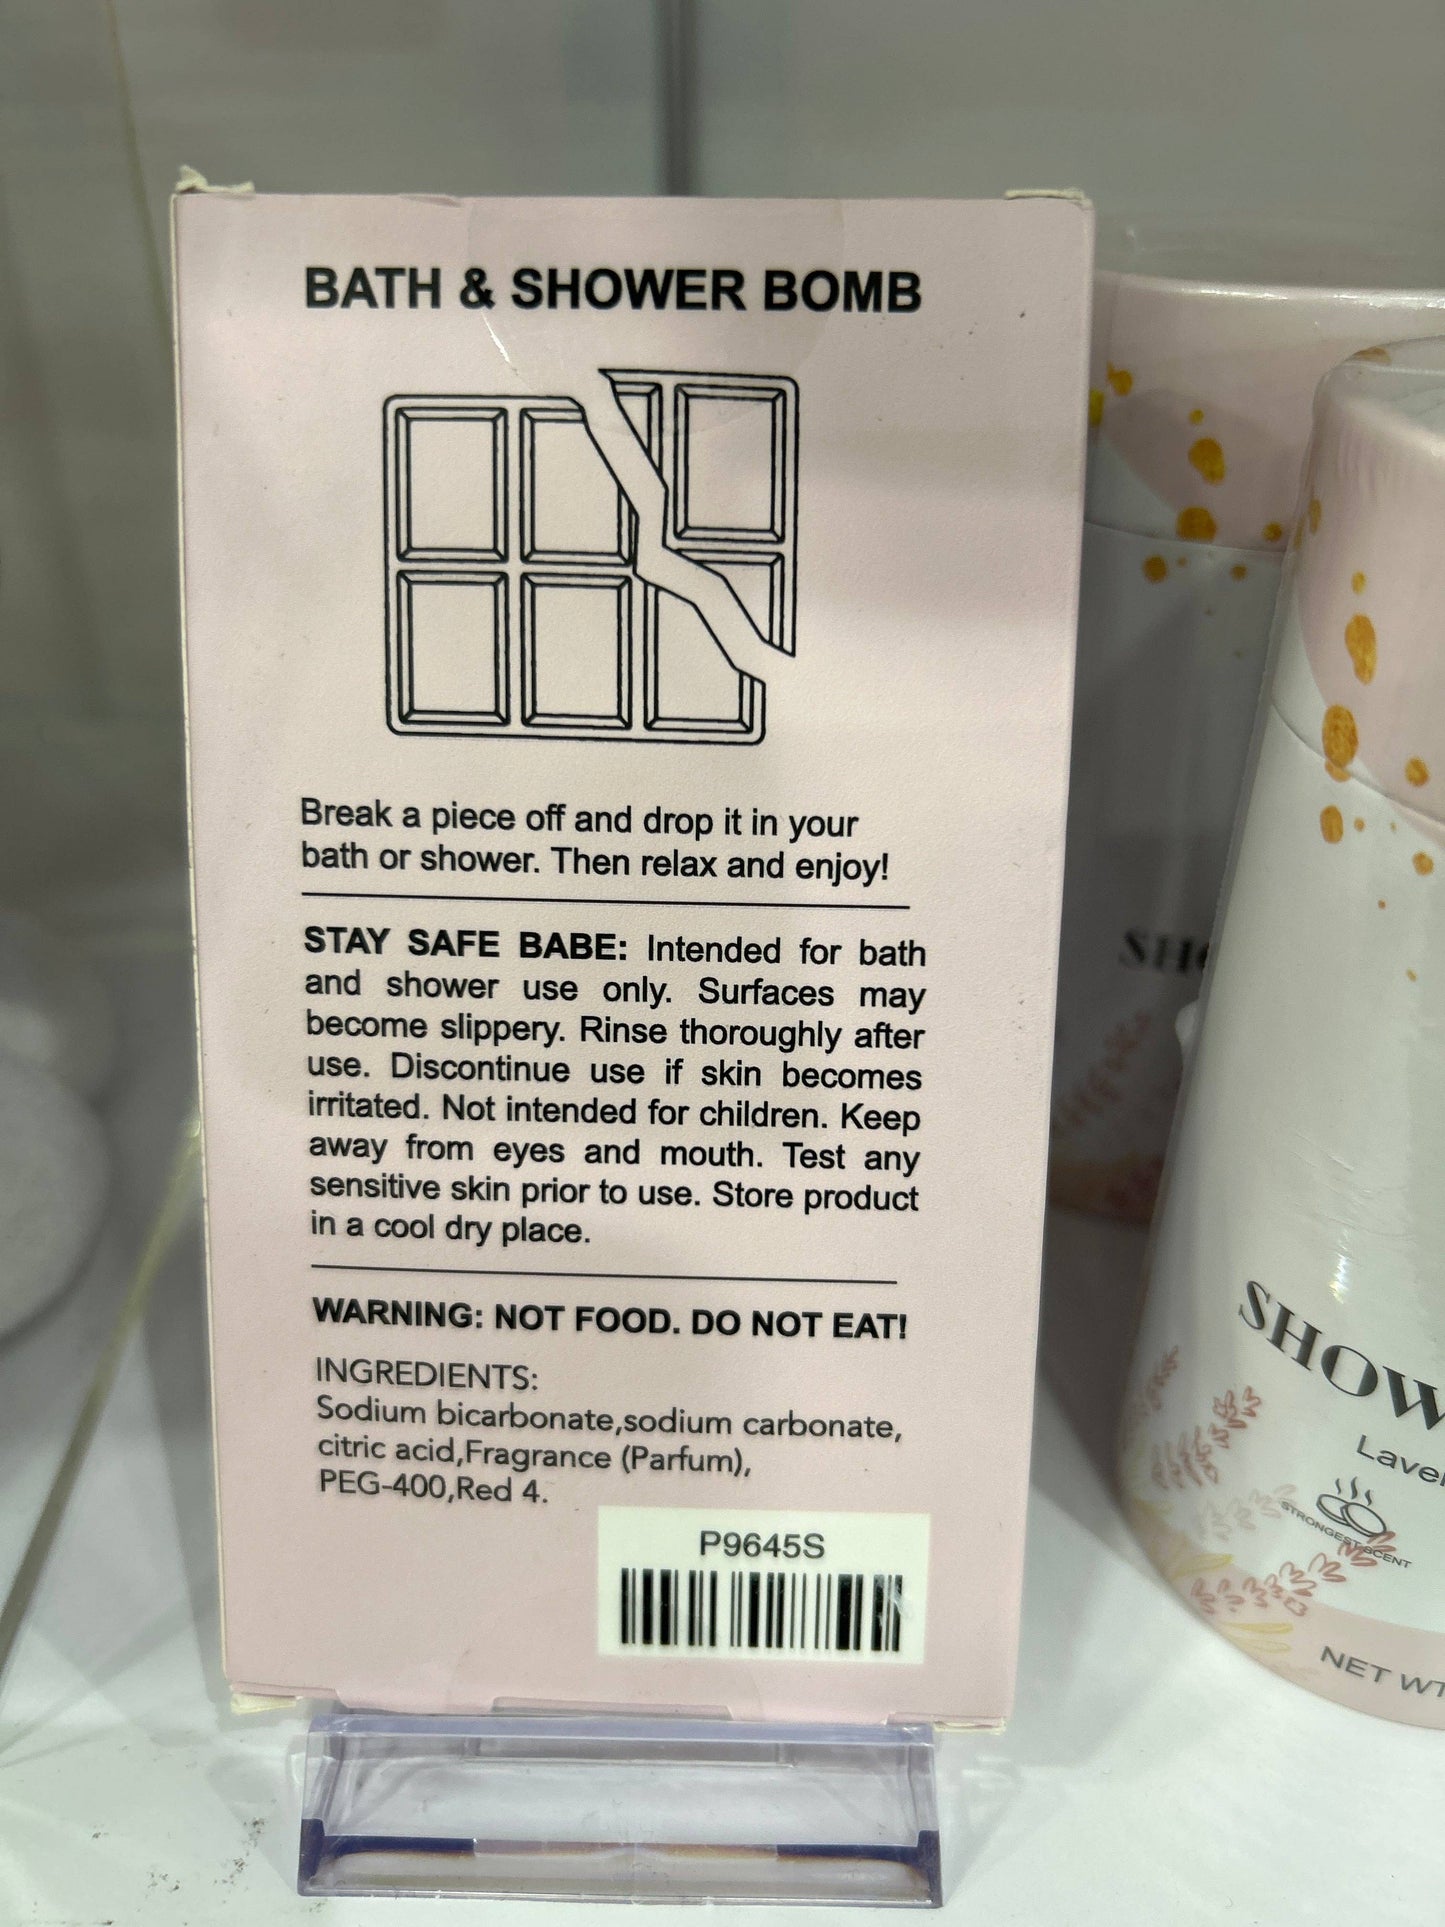 BATH & SHOWER BOMB
Break a piece off and drop it in your
bath or shower. Then relax and enjoy!
STAY SAFE BABE: Intended for bath
and shower use only. Surfaces may
become slippery. Rinse thoroughly after
use. Discontinue use if skin becomes
irritated. Not intended for children. Keep
away from eyes and mouth. Test any
sensitive skin prior to use. Store product
in a cool dry place.
WARNING: NOT FOOD. DO NOT EAT!
INGREDIENTS:
Sodium bicarbonate,sodium carbonate,
citric acid,Fragrance (Parfum),
PEG-400,Red 4.
P9645S
SHO
SHOW
Laver
STRONGEST SCENT
NET WT